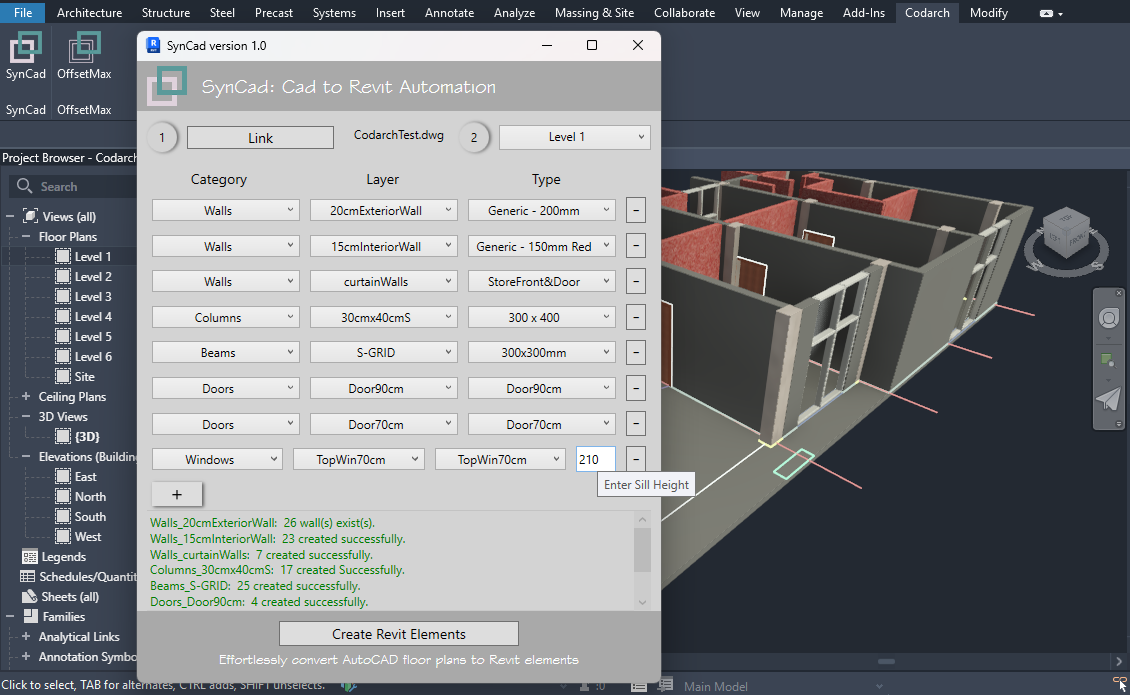 File Architecture Structure Steel Precast Systems Insert Annotate Analyze Massing & Site Collaborate View Manage Add-Ins Codarch Modify
R
SynCad version 1.0
SynCad OffsetMax
SynCad: Cad to Revit Automation
SynCad OffsetMax
1 Link CodarchTest.dwg 2 Level 1
Project Browser - Codarch
Search
Category Layer Type
Walls 20cmExteriorWall Generic - 200mm -
Walls 15cmInteriorWall Generic - 150mm Red -
Walls curtainWalls StoreFront&Door -
Columns 30cmx40cmS 300 x 400 -
Beams S-GRID 300x300mm -
Doors Door90cm Door90cm -
Doors Door70cm Door70cm -
Windows TopWin70cm TopWin70cm 210 -
Enter Sill Height
+
Walls_20cmExteriorWall: 26 wall(s) exist(s).
Walls_15cmInteriorWall: 23 created successfully.
Walls_curtainWalls: 7 created successfully.
Columns_30cmx40cmS: 17 created Successfully.
Beams_S-GRID: 25 created successfully.
Doors_Door90cm: 4 created successfully.
Create Revit Elements
Effortlessly convert AutoCAD floor plans to Revit elements
Views (all)
Floor Plans
Level 1
Level 2
Level 3
Level 4
Level 5
Level 6
Site
Ceiling Plans
3D Views
{3D}
Elevations (Building
East
North
South
West
Legends
Schedules/Quantit
Sheets (all)
Families
Analytical Links
Annotation Symbo
TOP
FRONT
W
S
Click to select, TAB for alternates, CTRL adds, SHIFT unselects.
:0
Main Model